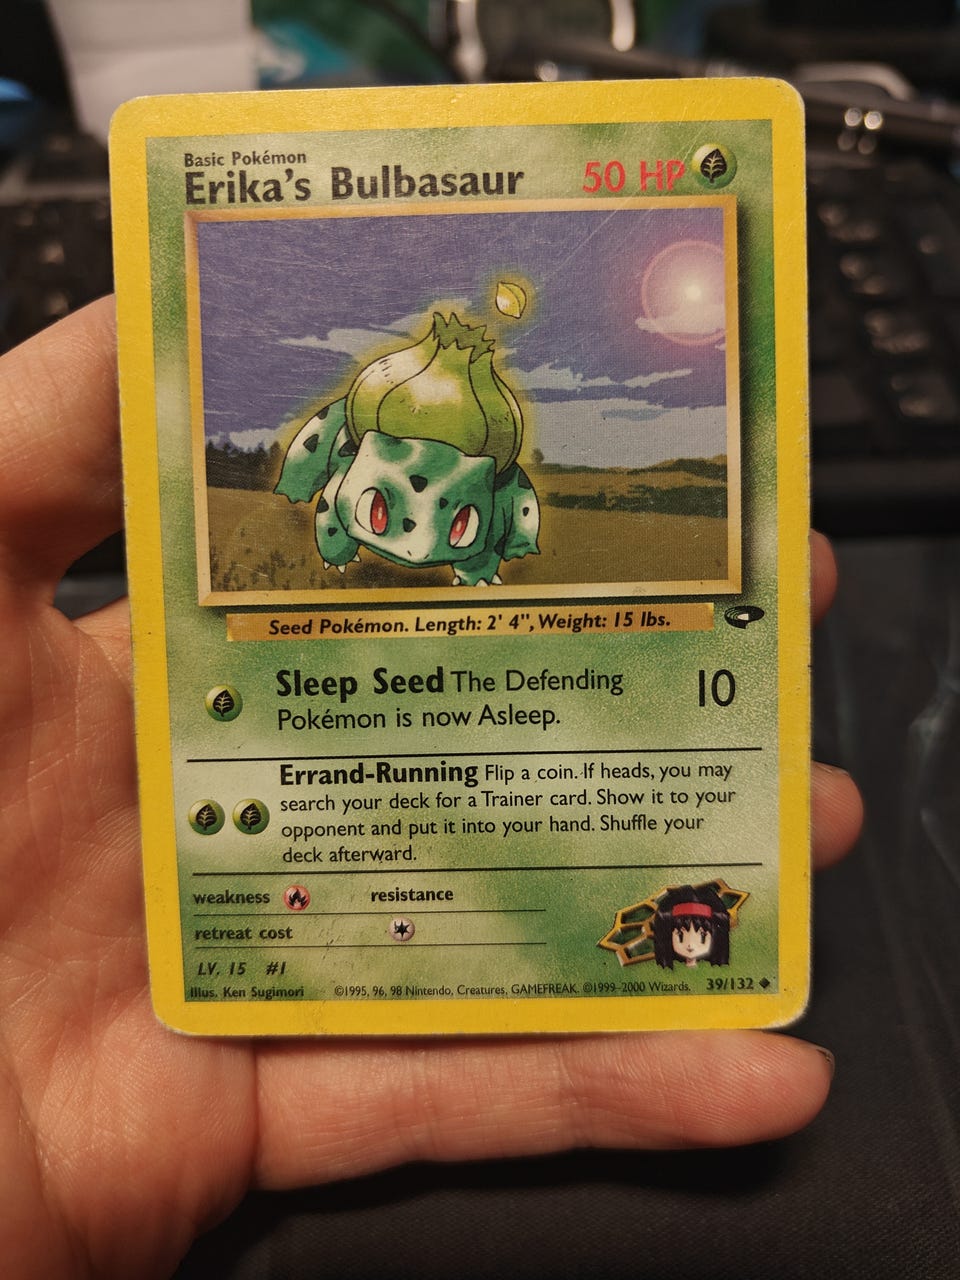 Basic Pokémon
Erika's Bulbasaur 50 HP
Seed Pokémon. Length: 2' 4", Weight: 15 lbs.
Sleep Seed The Defending 10
Pokémon is now Asleep.
Errand-Running Flip a coin. If heads, you may
search your deck for a Trainer card. Show it to your
opponent and put it into your hand. Shuffle your
deck afterward.
weakness resistance
retreat cost
LV. 15 #1
Illus. Ken Sugimori ©1995, 96, 98 Nintendo, Creatures, GAMEFREAK. ©1999-2000 Wizards. 39/132